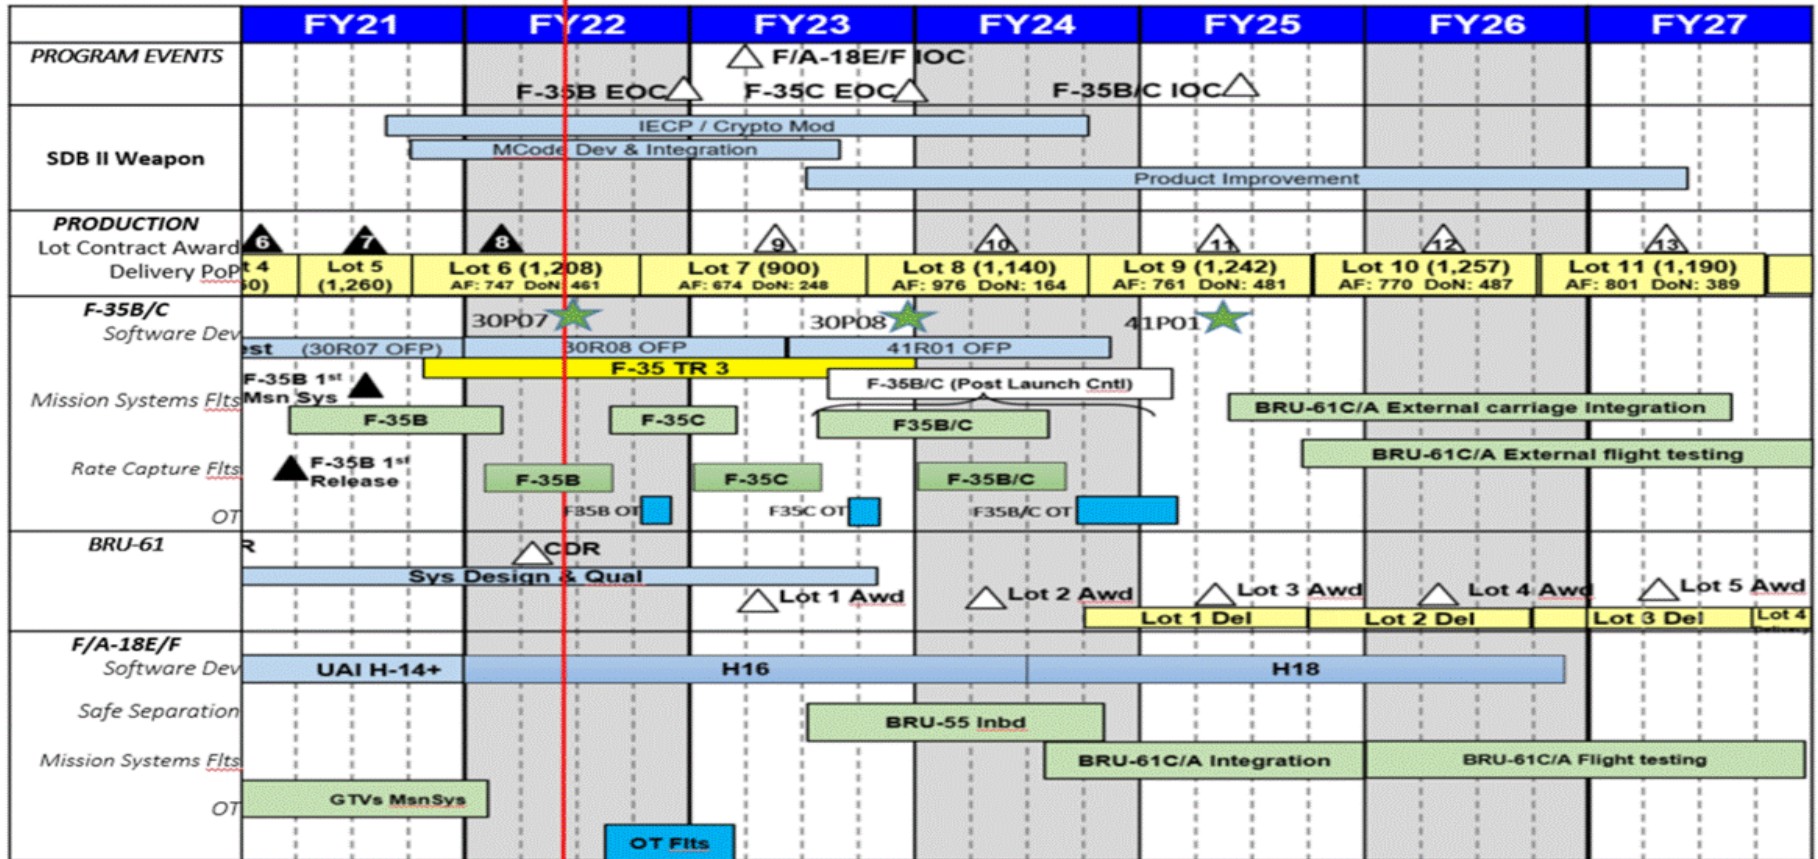 FY21 FY22 FY23 FY24 FY25 FY26 FY27
PROGRAM EVENTS
F/A-18E/F IOC
F-35B EOC
F-35C EOC
F-35B/C IOC
SDB II Weapon
IECP / Crypto Mod
MCode Dev & Integration
Product Improvement
PRODUCTION
Lot Contract Award
6 7 8 9 10 11 12 13
Delivery PoP
t 4 Lot 5 Lot 6 (1,208) Lot 7 (900) Lot 8 (1,140) Lot 9 (1,242) Lot 10 (1,257) Lot 11 (1,190)
(1,260) AF: 747 DoN: 461 AF: 674 DoN: 248 AF: 976 DoN: 164 AF: 761 DoN: 481 AF: 770 DoN: 487 AF: 801 DoN: 389
F-35B/C
Software Dev
30P07
30P08
41P01
est (30R07 OFP)
30R08 OFP
41R01 OFP
F-35 TR 3
F-35B 1st
Msn Sys
F-35B/C (Post Launch Cntl)
Mission Systems Flts
F-35B
F-35C
F35B/C
BRU-61C/A External carriage Integration
BRU-61C/A External flight testing
Rate Capture Flts
F-35B 1st
Release
F-35B
F-35C
F-35B/C
OT
F35B OT
F35C OT
F35B/C OT
BRU-61
R
CDR
Sys Design & Qual
Lot 1 Awd
Lot 2 Awd
Lot 3 Awd
Lot 4 Awd
Lot 5 Awd
Lot 1 Del
Lot 2 Del
Lot 3 Del
Lot 4
F/A-18E/F
Software Dev
UAI H-14+
H16
H18
Safe Separation
BRU-55 Inbd
Mission Systems Flts
BRU-61C/A Integration
BRU-61C/A Flight testing
OT
GTVs MsnSys
OT Flts